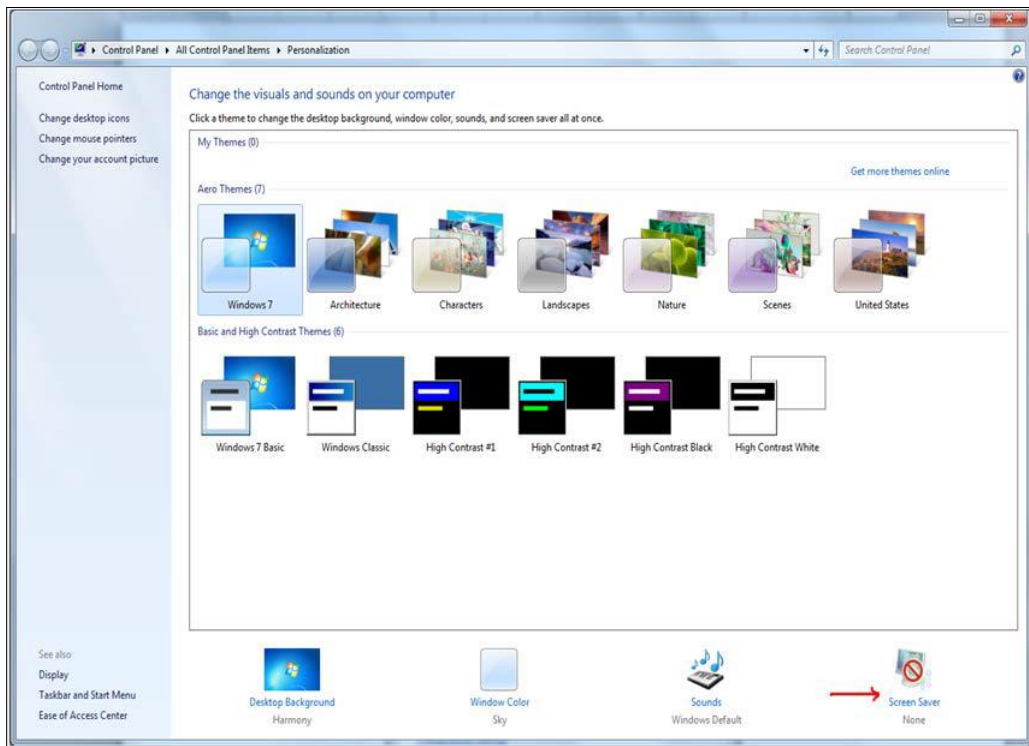 Control Panel ▸ All Control Panel Items ▸ Personalization
Search Control Panel
Control Panel Home
Change desktop icons
Change mouse pointers
Change your account picture
Change the visuals and sounds on your computer
Click a theme to change the desktop background, window color, sounds, and screen saver all at once.
My Themes (0)
Get more themes online
Aero Themes (7)
Windows 7 Architecture Characters Landscapes Nature Scenes United States
Basic and High Contrast Themes (6)
Windows 7 Basic Windows Classic High Contrast #1 High Contrast #2 High Contrast Black High Contrast White
See also
Display
Taskbar and Start Menu
Ease of Access Center
Desktop Background Window Color Sounds Screen Saver
Harmony Sky Windows Default None